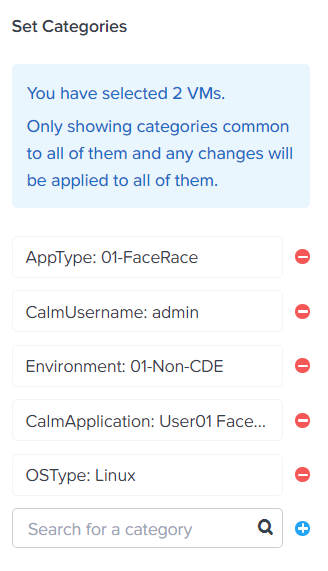 Set Categories
You have selected 2 VMs.
Only showing categories common
to all of them and any changes will
be applied to all of them.
AppType: 01-FaceRace
CalmUsername: admin
Environment: 01-Non-CDE
CalmApplication: User01 Face...
OSType: Linux
Search for a category